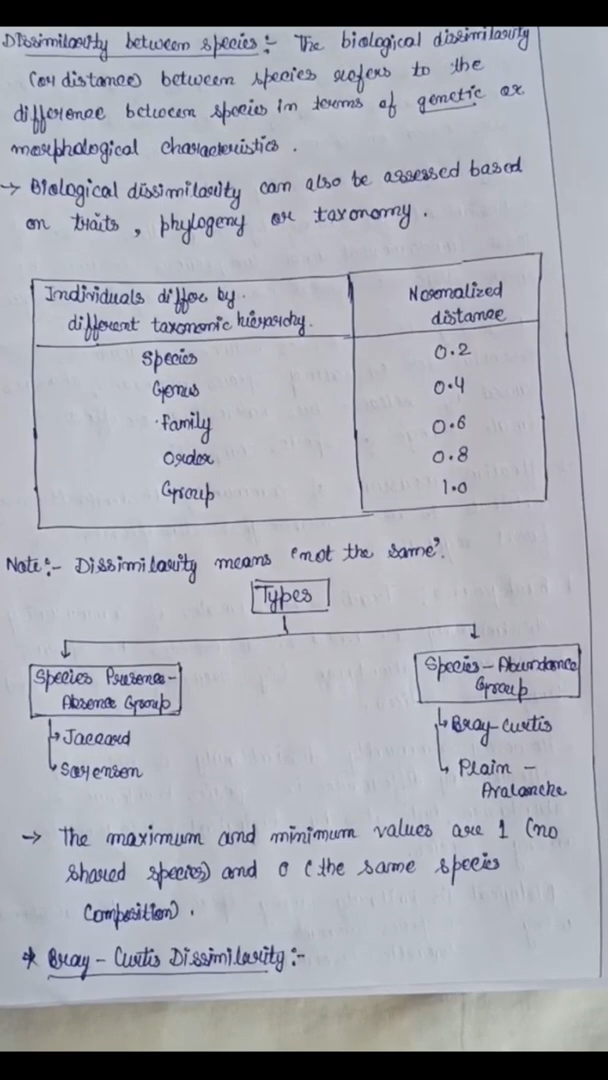 Dissimilarity between species :- The biological dissimilarity
(or distance) between species refers to the
difference between species in terms of genetic or
morphological characteristics.
→ Biological dissimilarity can also be assessed based
on traits, phylogeny or taxonomy.
Individuals differ by different taxonomic hierarchy. | Normalized distance
Species 0.2
Genus 0.4
Family 0.6
Order 0.8
Group 1.0
Note:- Dissimilarity means 'not the same'.
Types
Species Presence-
Absence Group
→ Jaccard
→ Sorenson
Species-Abundance
Group
→ Bray-Curtis
→ Plain -
Avalanche
→ The maximum and minimum values are 1 (no
shared species) and 0 (the same species
Composition).
* Bray-Curtis Dissimilarity:-